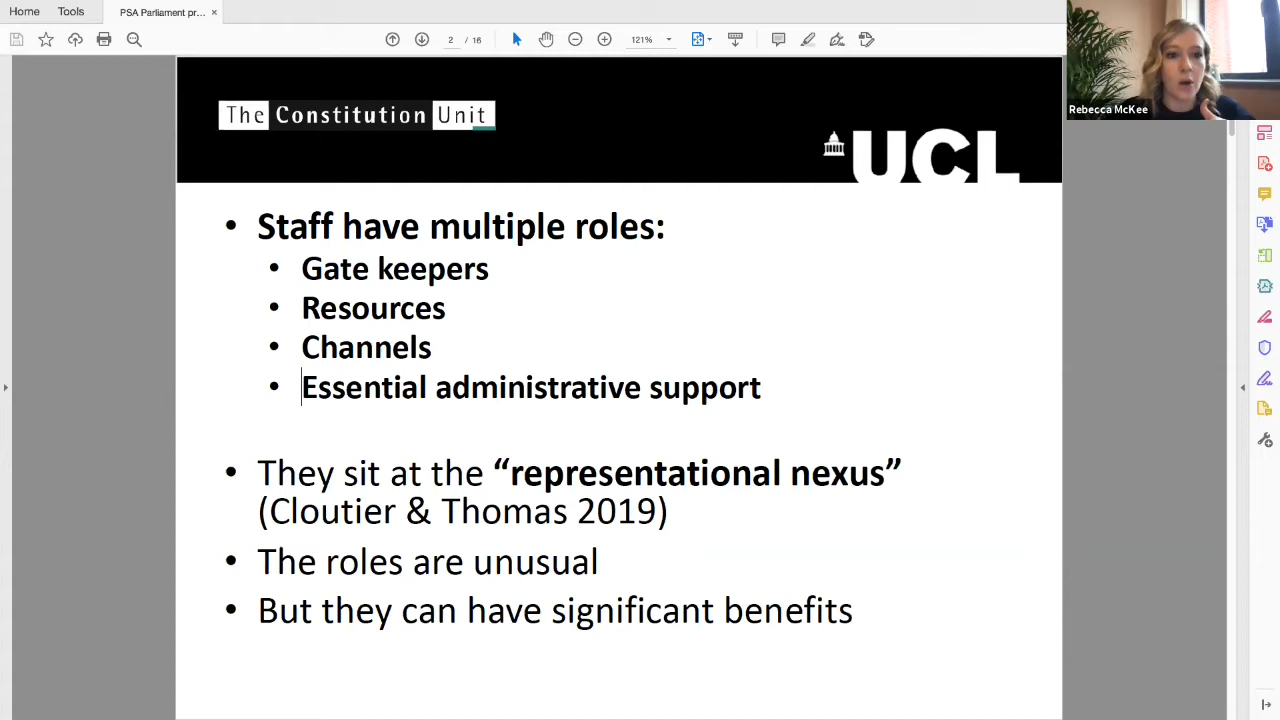 Home
Tools
PSA Parliament pr...
2 / 16
121%
Rebecca McKee
The Constitution Unit
UCL
• Staff have multiple roles:
• Gate keepers
• Resources
• Channels
• Essential administrative support
• They sit at the “representational nexus”
(Cloutier & Thomas 2019)
• The roles are unusual
• But they can have significant benefits